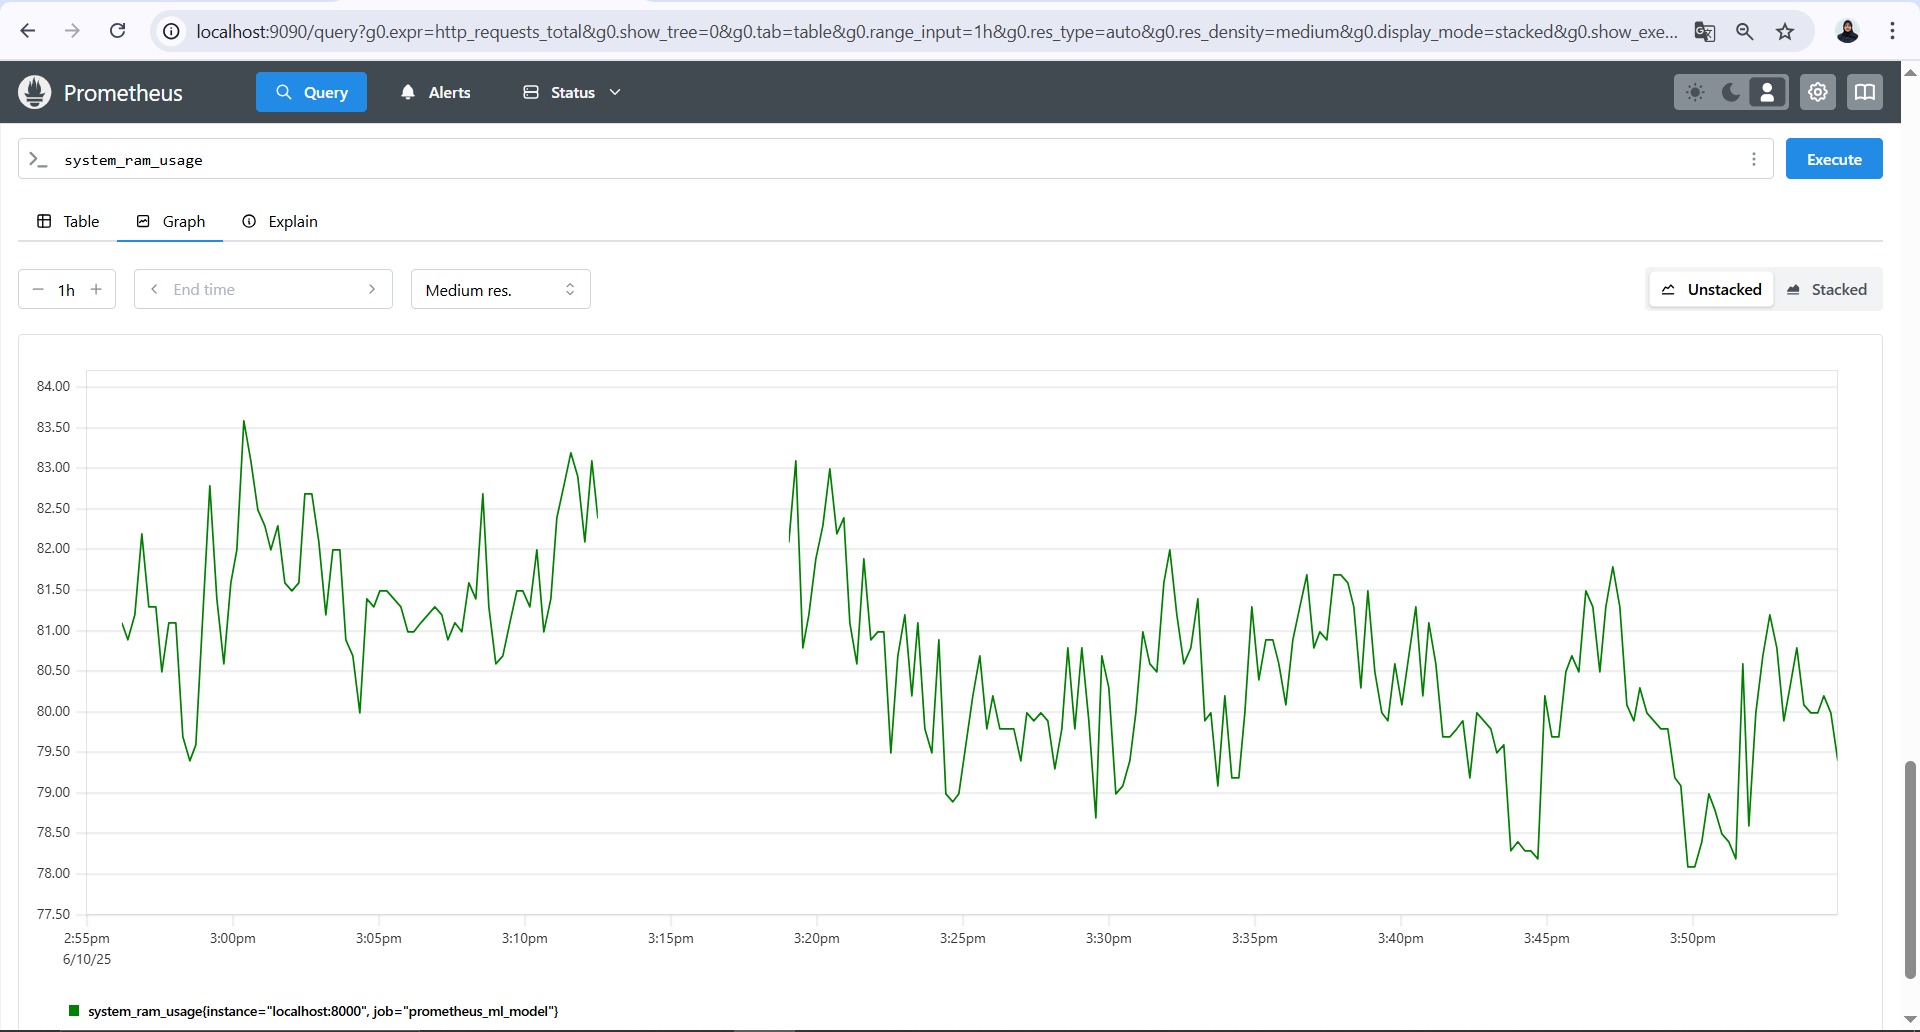 localhost:9090/query?g0.expr=http_requests_total&g0.show_tree=0&g0.tab=table&g0.range_input=1h&g0.res_type=auto&g0.res_density=medium&g0.display_mode=stacked&g0.show_exe...
Prometheus Query Alerts Status
system_ram_usage Execute
Table Graph Explain
1h End time Medium res. Unstacked Stacked
84.00
83.50
83.00
82.50
82.00
81.50
81.00
80.50
80.00
79.50
79.00
78.50
78.00
77.50
2:55pm 3:00pm 3:05pm 3:10pm 3:15pm 3:20pm 3:25pm 3:30pm 3:35pm 3:40pm 3:45pm 3:50pm
6/10/25
system_ram_usage{instance="localhost:8000", job="prometheus_ml_model"}